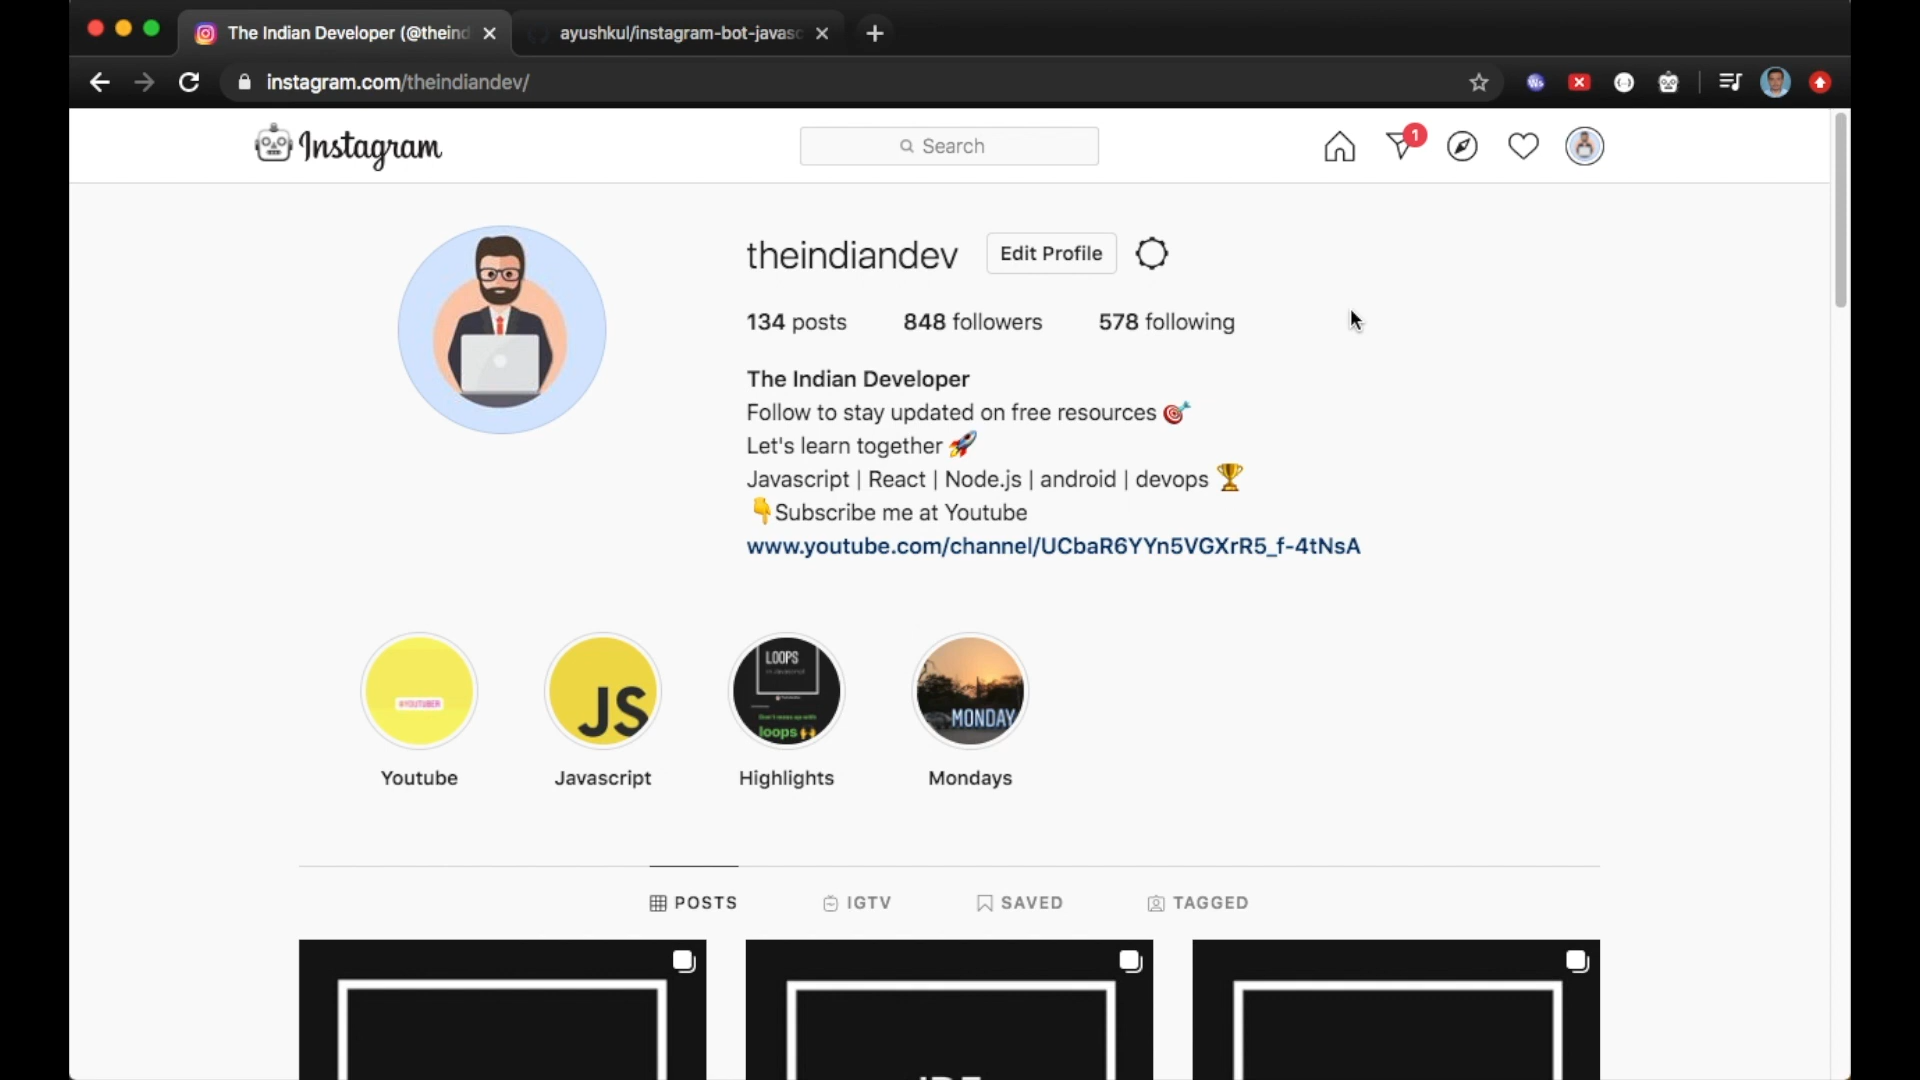 The Indian Developer (@theind
ayushkul/instagram-bot-javasc
instagram.com/theindiandev/
Instagram
Search
1
theindiandev
Edit Profile
134 posts 848 followers 578 following
The Indian Developer
Follow to stay updated on free resources 🎯
Let's learn together 🚀
Javascript | React | Node.js | android | devops 🏆
👇Subscribe me at Youtube
www.youtube.com/channel/UCbaR6YYn5VGXrR5_f-4tNsA
@YOUTUBER
JS
LOOPS
loops 🙌
MONDAY
Youtube Javascript Highlights Mondays
POSTS IGTV SAVED TAGGED